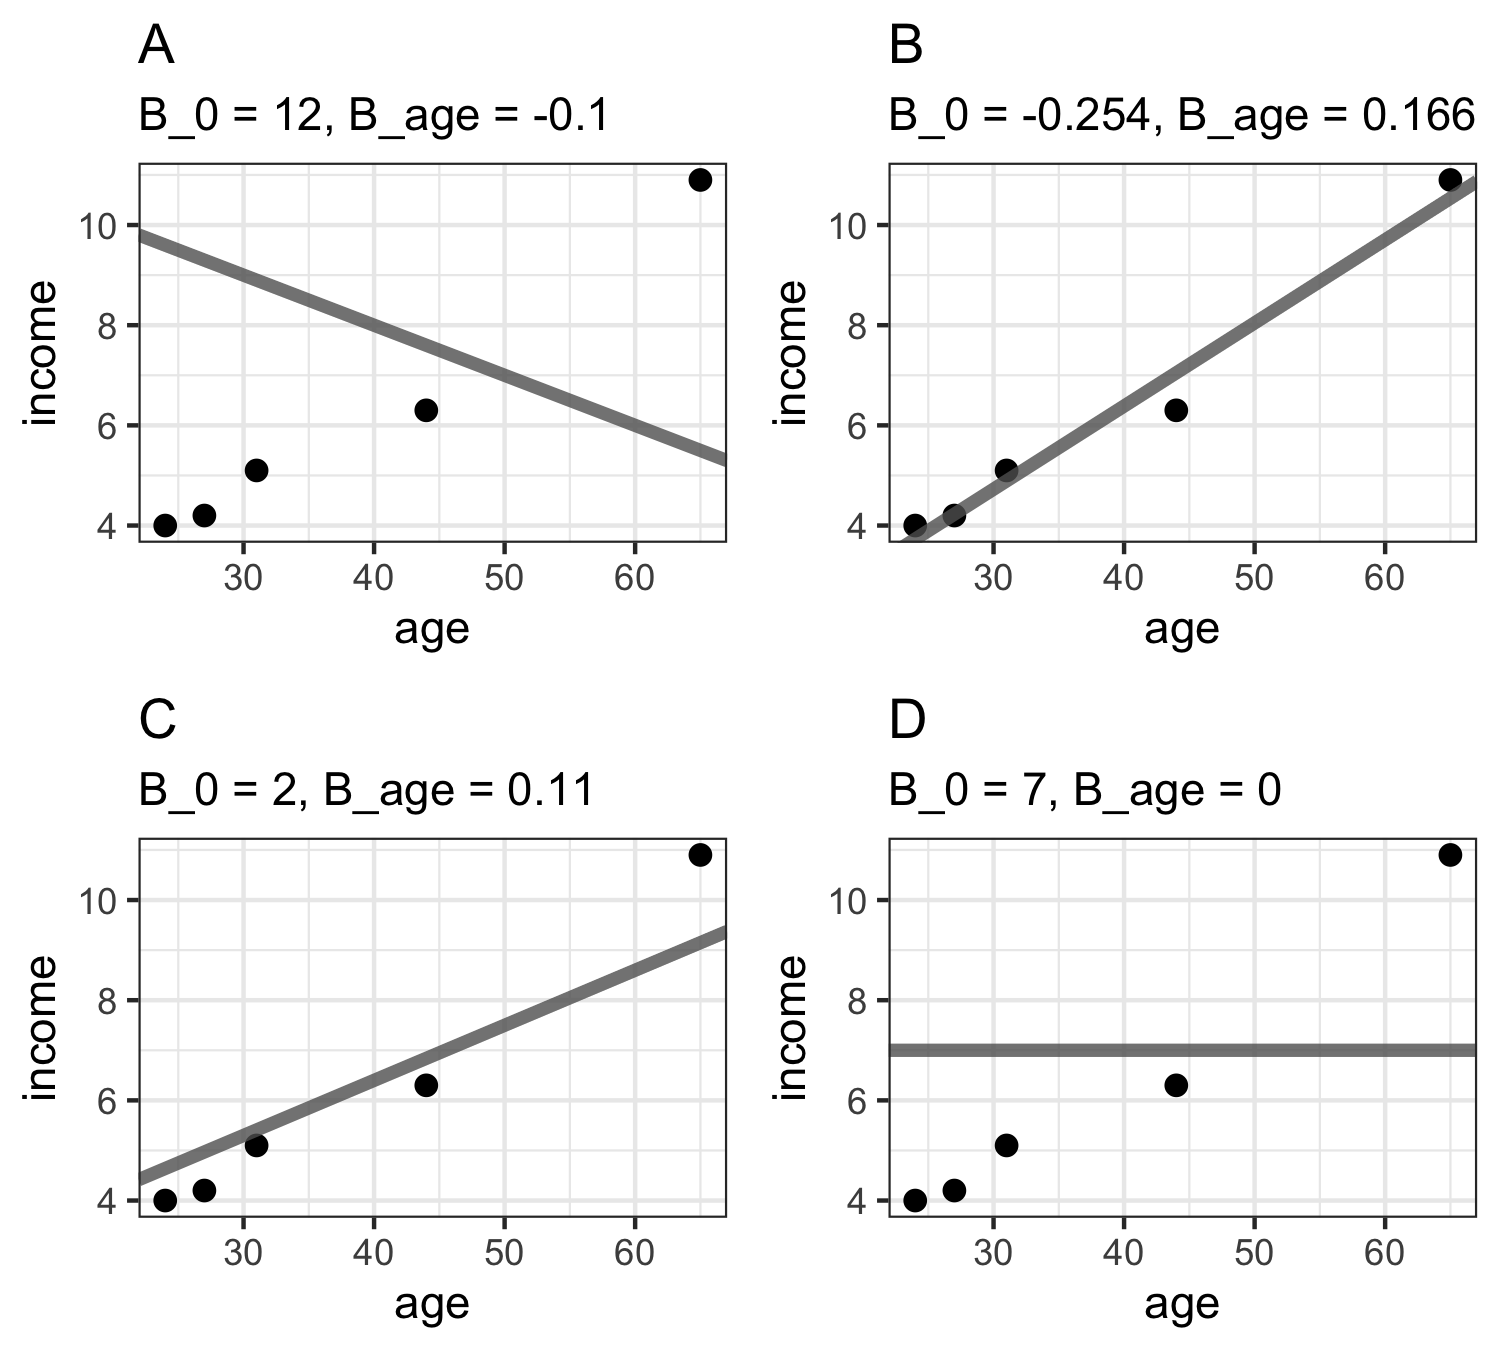 A
B_0 = 12, B_age = -0.1
10
8
6
4
income
30 40 50 60
age
B
B_0 = -0.254, B_age = 0.166
10
8
6
4
income
30 40 50 60
age
C
B_0 = 2, B_age = 0.11
10
8
6
4
income
30 40 50 60
age
D
B_0 = 7, B_age = 0
10
8
6
4
income
30 40 50 60
age